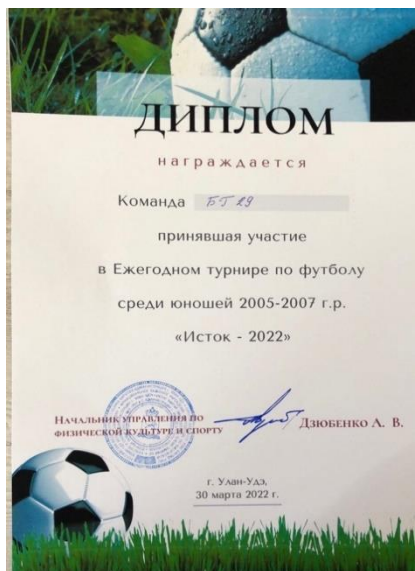 ДИПЛОМ
награждается
Команда БТ 29
принявшая участие
в Ежегодном турнире по футболу
среди юношей 2005-2007 г.р.
«Исток - 2022»
Начальник управления по
физической культуре и спорту
Дзюбенко А. В.
г. Улан-Удэ,
30 марта 2022 г.